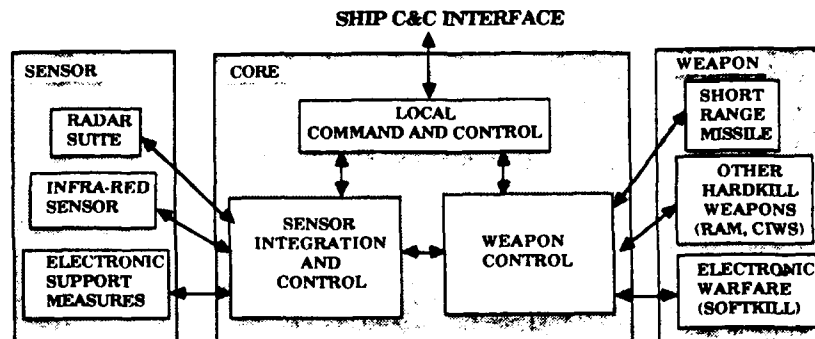 SHIP C&C INTERFACE
SENSOR
RADAR
SUITE
INFRA-RED
SENSOR
ELECTRONIC
SUPPORT
MEASURES
CORE
LOCAL
COMMAND AND CONTROL
SENSOR
INTEGRATION
AND
CONTROL
WEAPON
CONTROL
WEAPON
SHORT
RANGE
MISSILE
OTHER
HARDKILL
WEAPONS
(RAM, CIWS)
ELECTRONIC
WARFARE
(SOFTKILL)